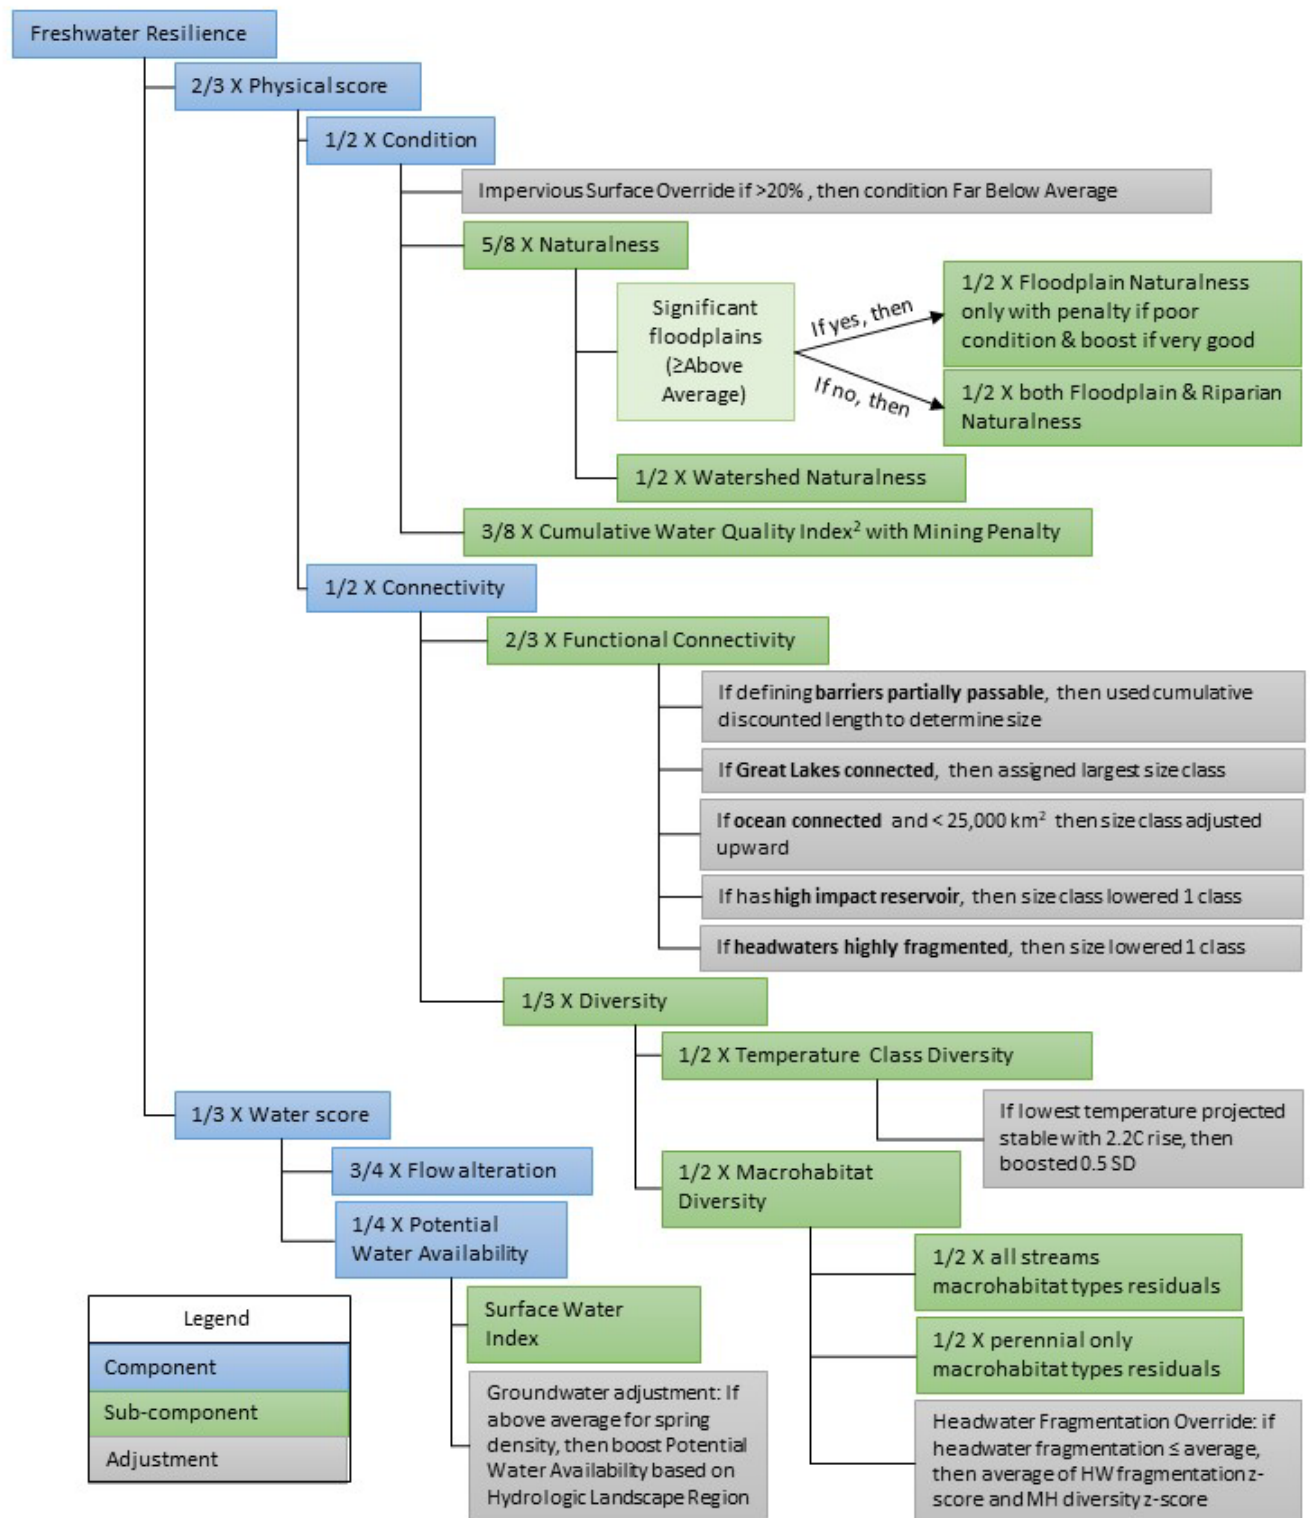 Freshwater Resilience
2/3 X Physical score
1/2 X Condition
Impervious Surface Override if >20% , then condition Far Below Average
5/8 X Naturalness
Significant
floodplains
(≥Above
Average)
If yes, then
If no, then
1/2 X Floodplain Naturalness
only with penalty if poor
condition & boost if very good
1/2 X both Floodplain & Riparian
Naturalness
1/2 X Watershed Naturalness
3/8 X Cumulative Water Quality Index² with Mining Penalty
1/2 X Connectivity
2/3 X Functional Connectivity
If defining barriers partially passable, then used cumulative
discounted length to determine size
If Great Lakes connected, then assigned largest size class
If ocean connected and < 25,000 km² then size class adjusted
upward
If has high impact reservoir, then size class lowered 1 class
If headwaters highly fragmented, then size lowered 1 class
1/3 X Diversity
1/2 X Temperature Class Diversity
If lowest temperature projected
stable with 2.2C rise, then
boosted 0.5 SD
1/2 X Macrohabitat
Diversity
1/2 X all streams
macrohabitat types residuals
1/2 X perennial only
macrohabitat types residuals
Headwater Fragmentation Override: if
headwater fragmentation ≤ average,
then average of HW fragmentation z-
score and MH diversity z-score
1/3 X Water score
3/4 X Flow alteration
1/4 X Potential
Water Availability
Surface Water
Index
Groundwater adjustment: If
above average for spring
density, then boost Potential
Water Availability based on
Hydrologic Landscape Region
Legend
Component
Sub-component
Adjustment